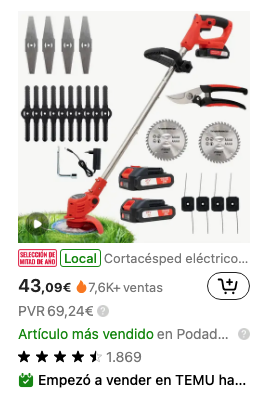 SELECCIÓN DE
MITAD DE AÑO
Local Cortacésped eléctrico...
43,09€ 7,6K+ ventas
PVR 69,24€
Artículo más vendido en Podad...
1.869
Empezó a vender en TEMU ha...